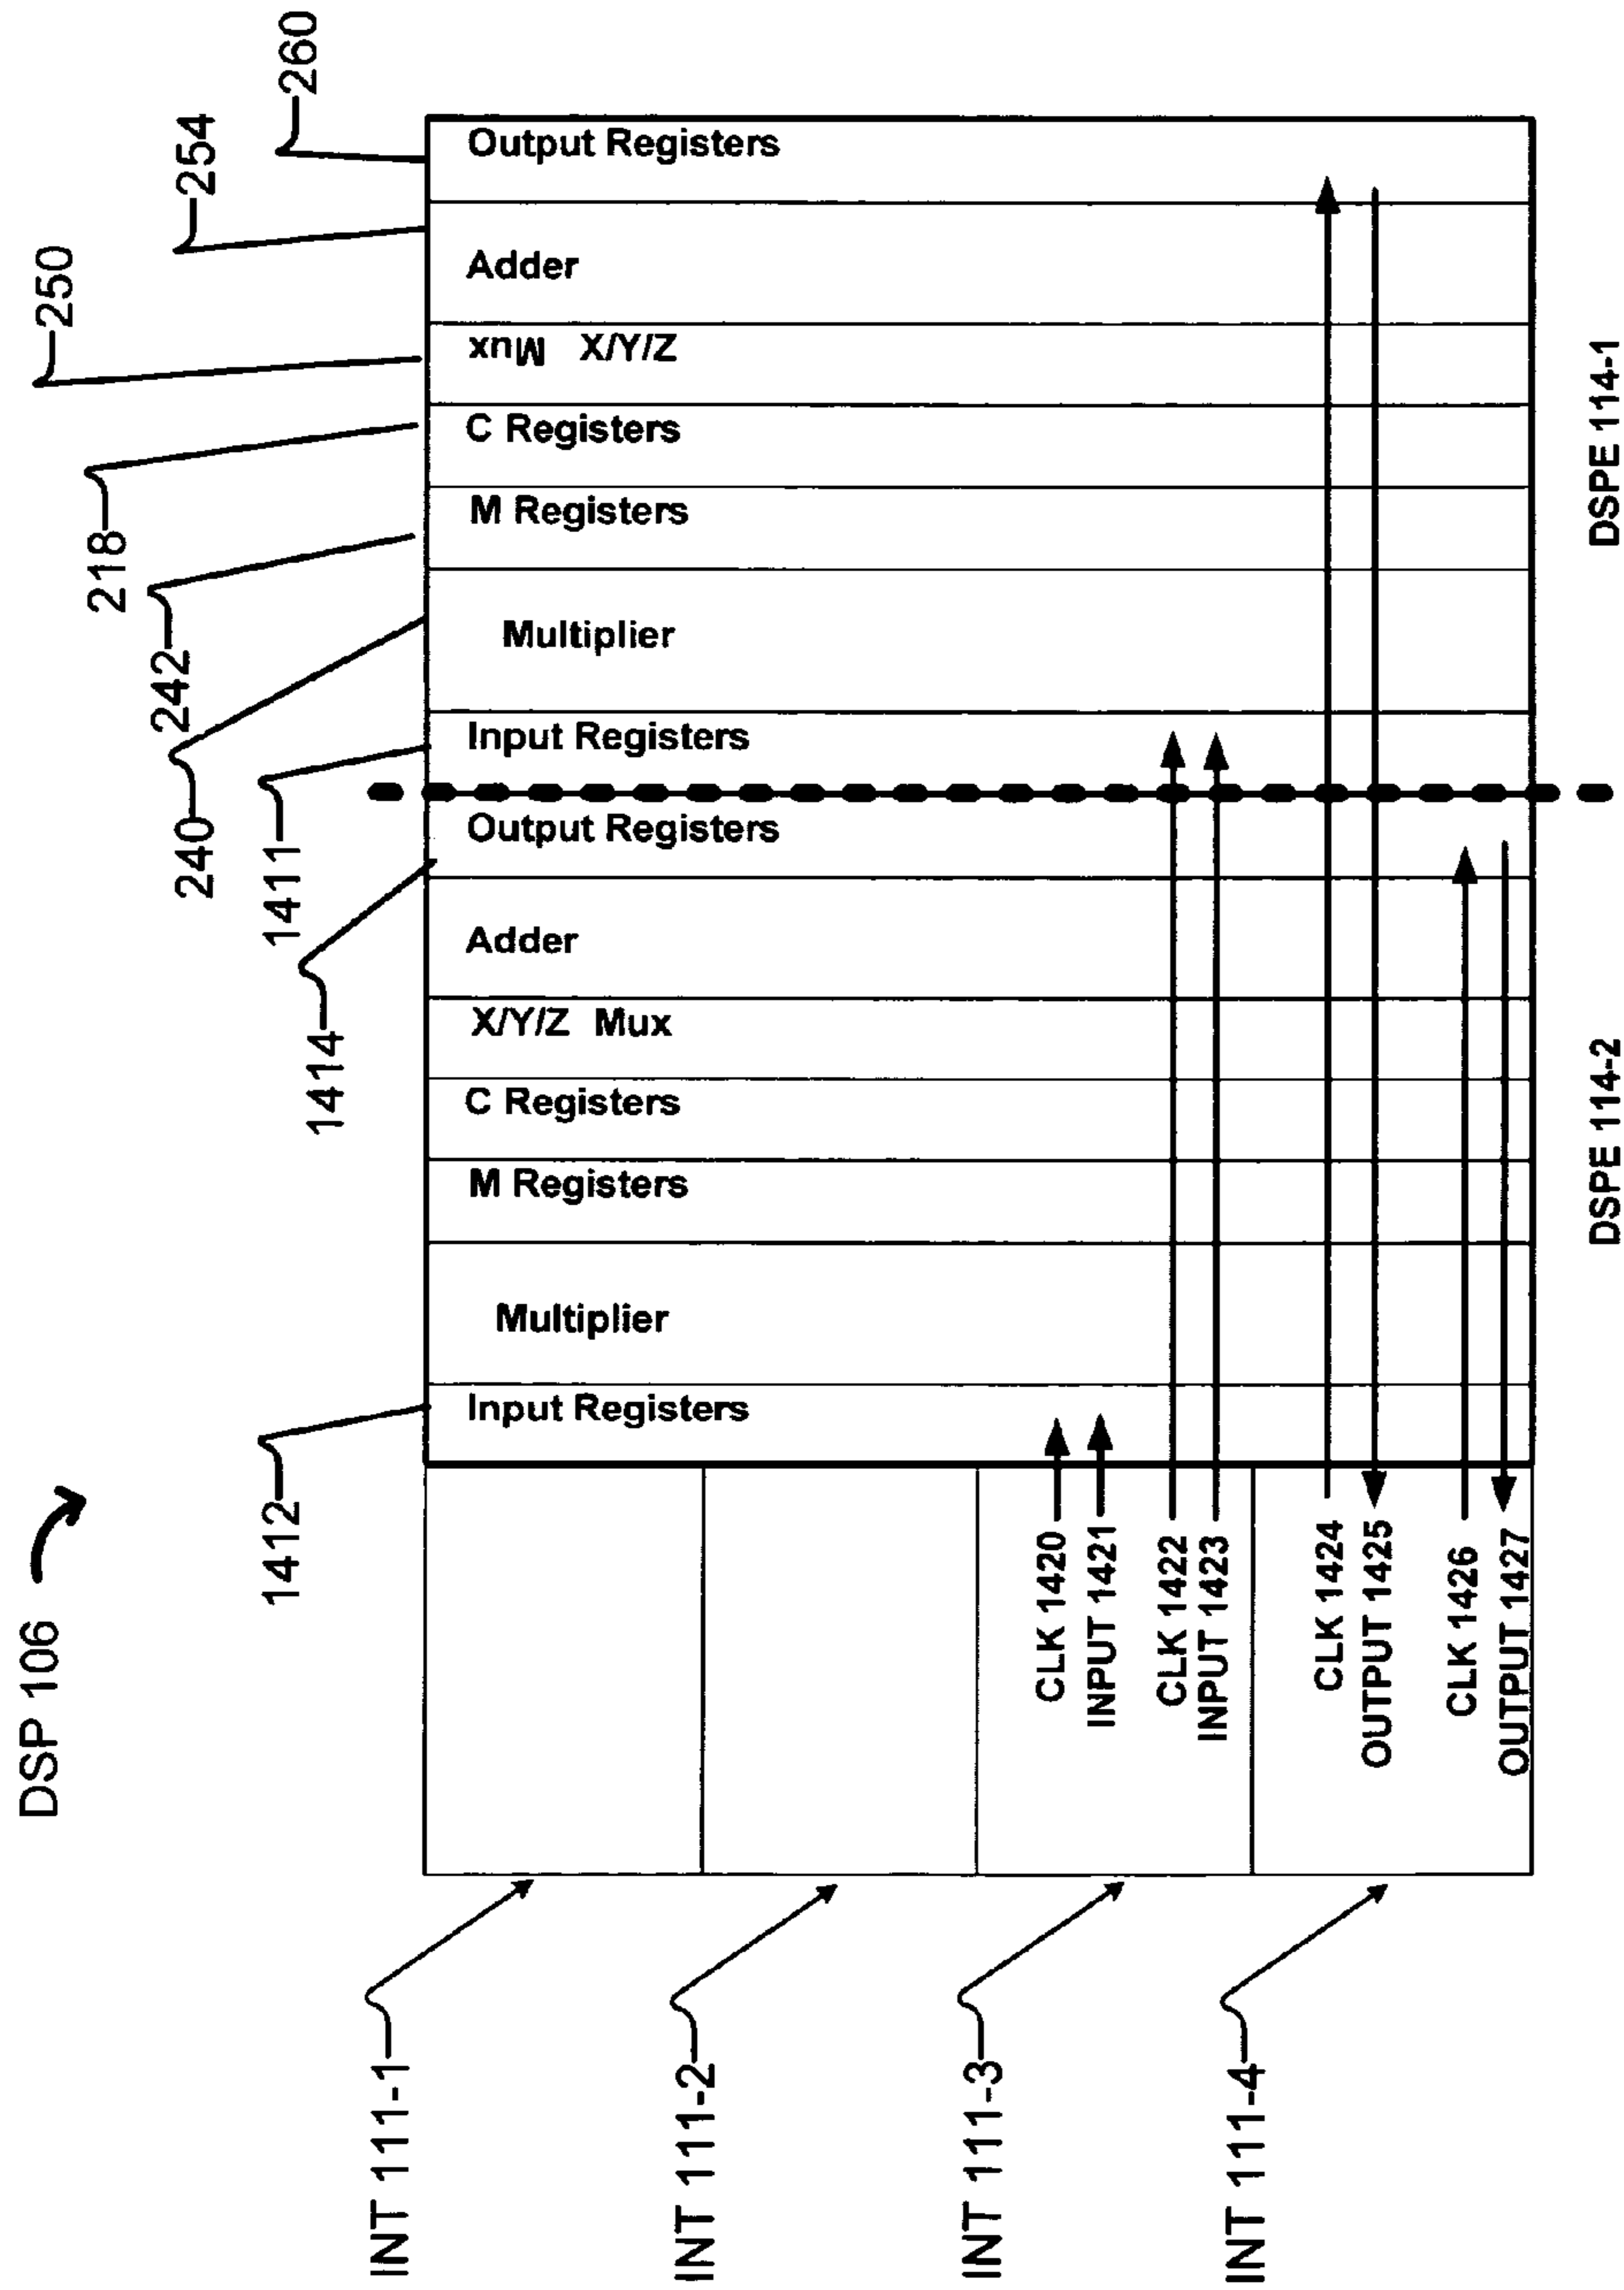 DSP 106
1412
1414
1411
240
242
218
250
254
260
Input Registers
Multiplier
M Registers
C Registers
X/Y/Z Mux
Adder
Output Registers
Input Registers
Multiplier
M Registers
C Registers
X/Y/Z Mux
Adder
Output Registers
INT 111-1
INT 111-2
INT 111-3
INT 111-4
CLK 1420
INPUT 1421
CLK 1422
INPUT 1423
CLK 1424
OUTPUT 1425
CLK 1426
OUTPUT 1427
DSPE 114-2
DSPE 114-1